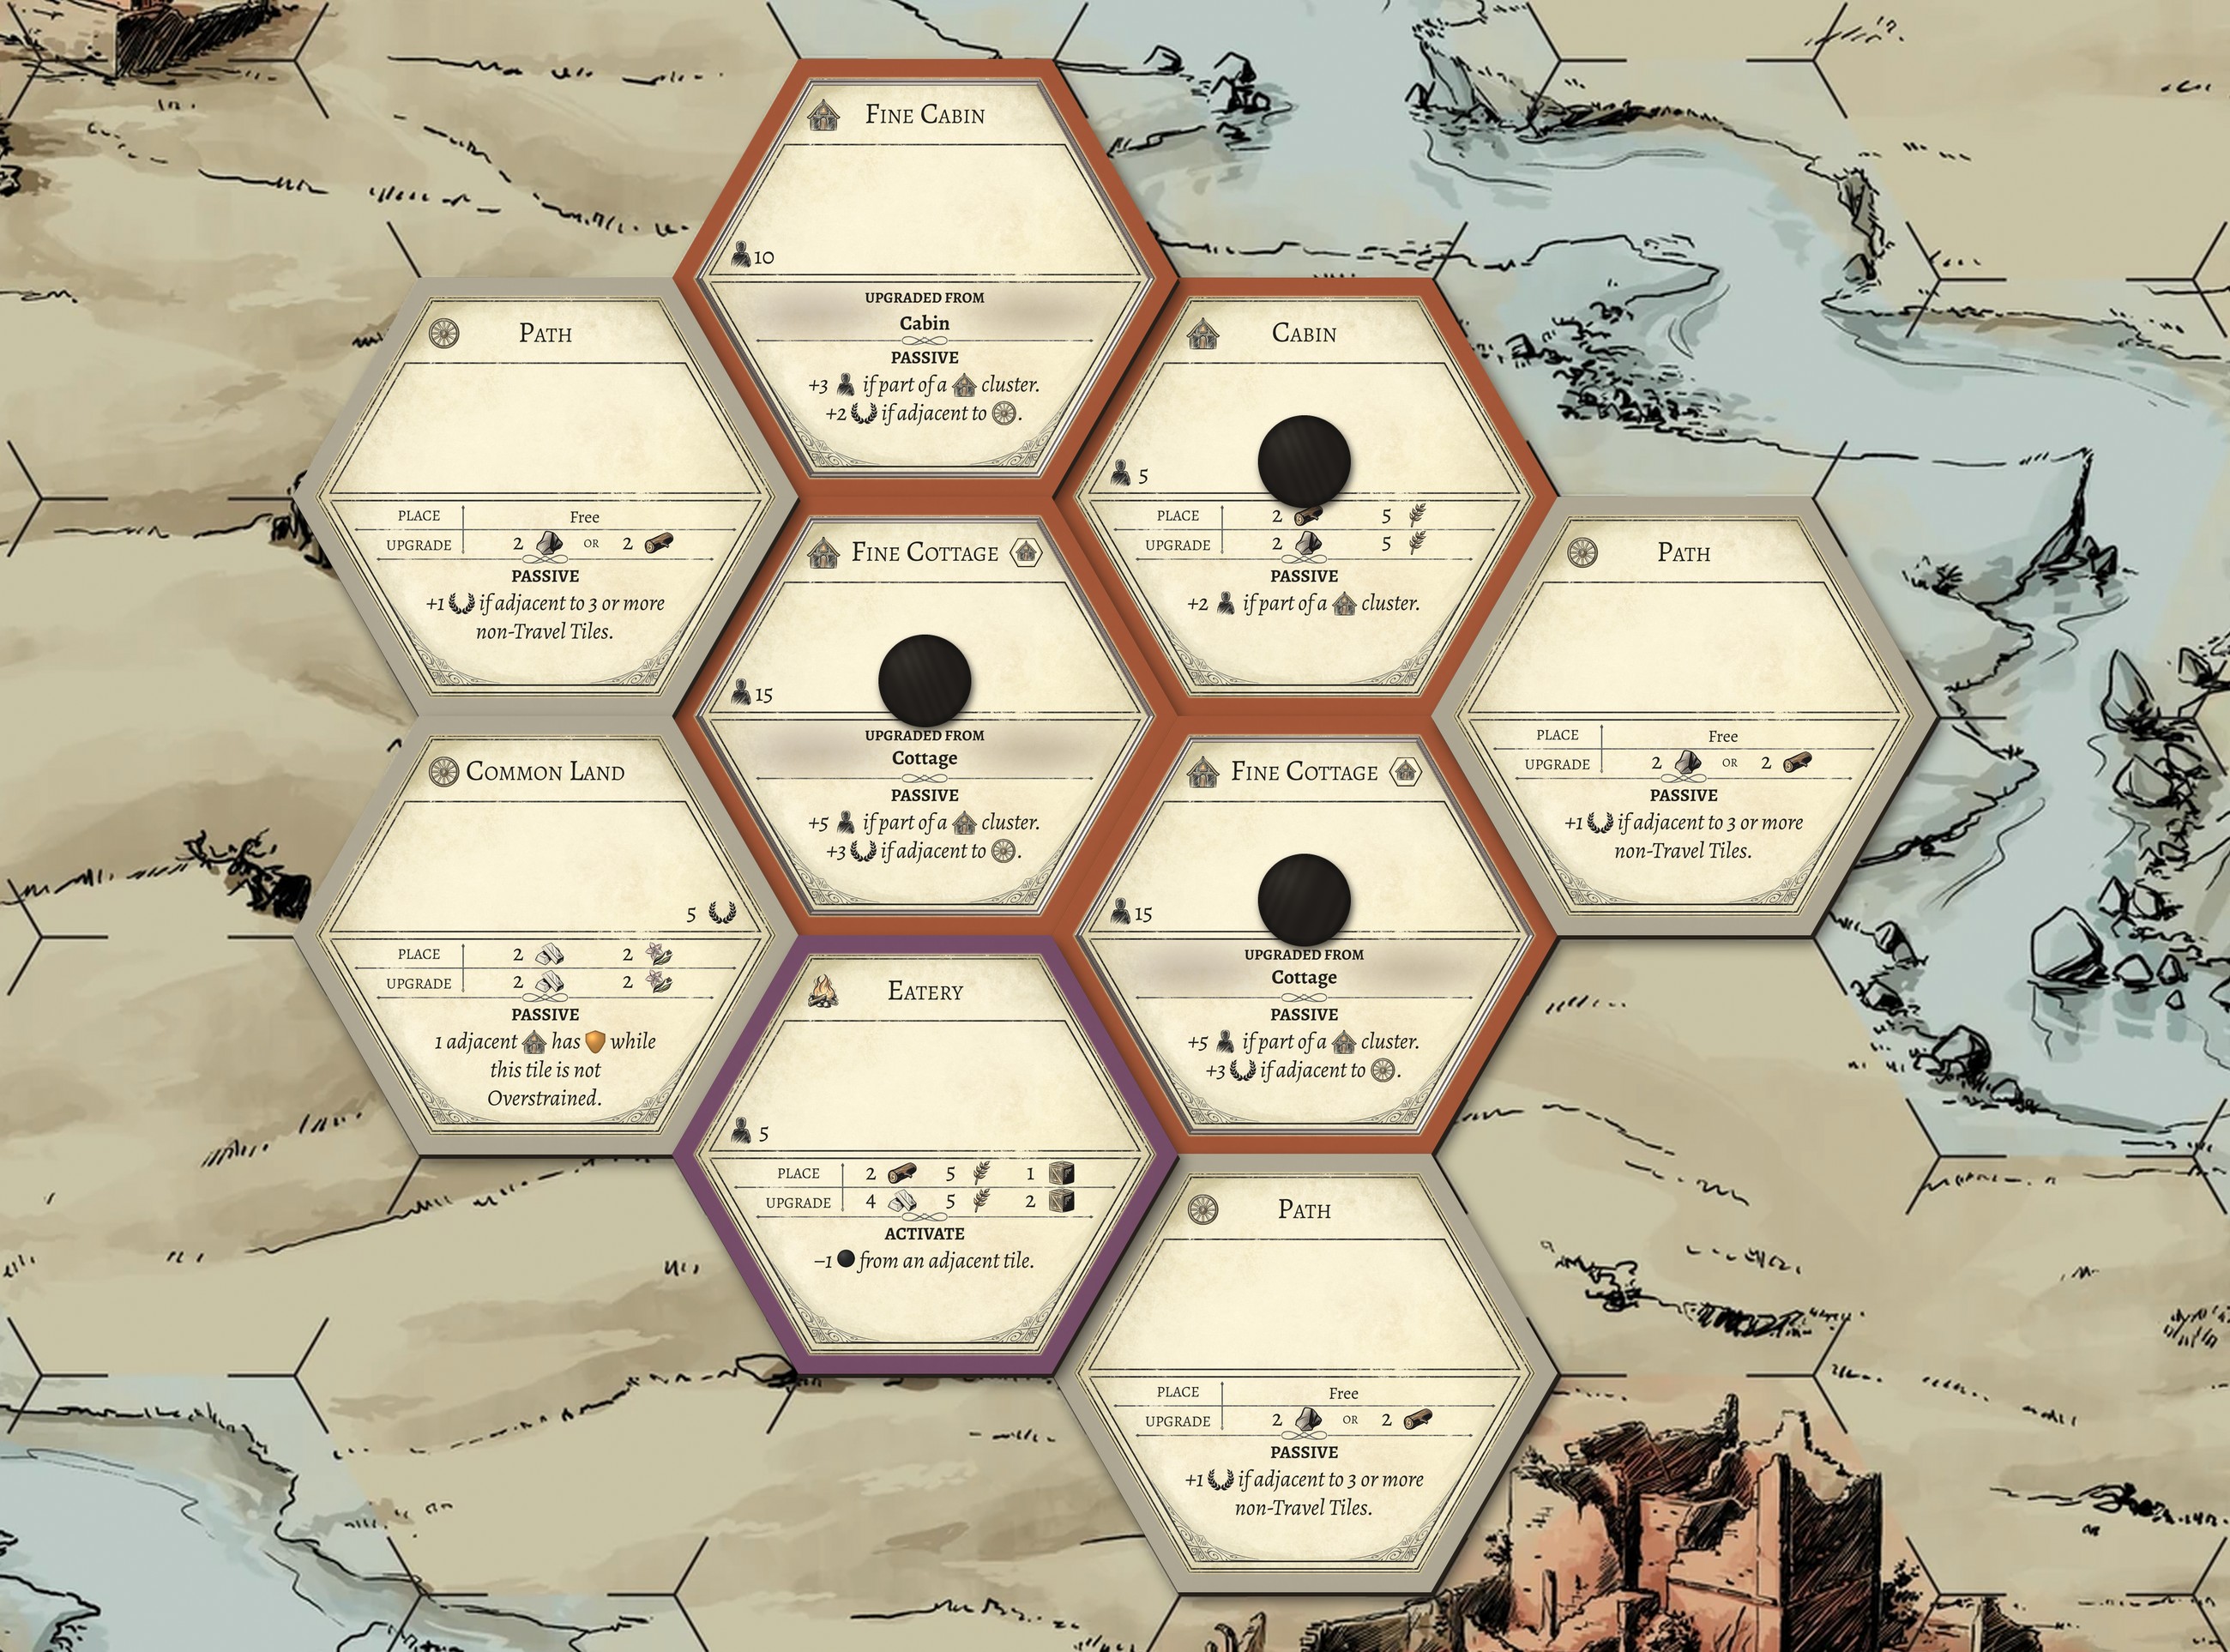 FINE CABIN
10
UPGRADED FROM
Cabin
PASSIVE
+3 if part of a cluster.
+2 if adjacent to .
PATH
PLACE Free
UPGRADE 2 OR 2
PASSIVE
+1 if adjacent to 3 or more
non-Travel Tiles.
CABIN
5
PLACE 2 5
UPGRADE 2 5
PASSIVE
+2 if part of a cluster.
FINE COTTAGE
15
UPGRADED FROM
Cottage
PASSIVE
+5 if part of a cluster.
+3 if adjacent to .
PATH
PLACE Free
UPGRADE 2 OR 2
PASSIVE
+1 if adjacent to 3 or more
non-Travel Tiles.
COMMON LAND
5
PLACE 2 2
UPGRADE 2 2
PASSIVE
1 adjacent has while
this tile is not
Overstrained.
FINE COTTAGE
15
UPGRADED FROM
Cottage
PASSIVE
+5 if part of a cluster.
+3 if adjacent to .
EATERY
5
PLACE 2 5 1
UPGRADE 4 5 2
ACTIVATE
–1 from an adjacent tile.
PATH
PLACE Free
UPGRADE 2 OR 2
PASSIVE
+1 if adjacent to 3 or more
non-Travel Tiles.